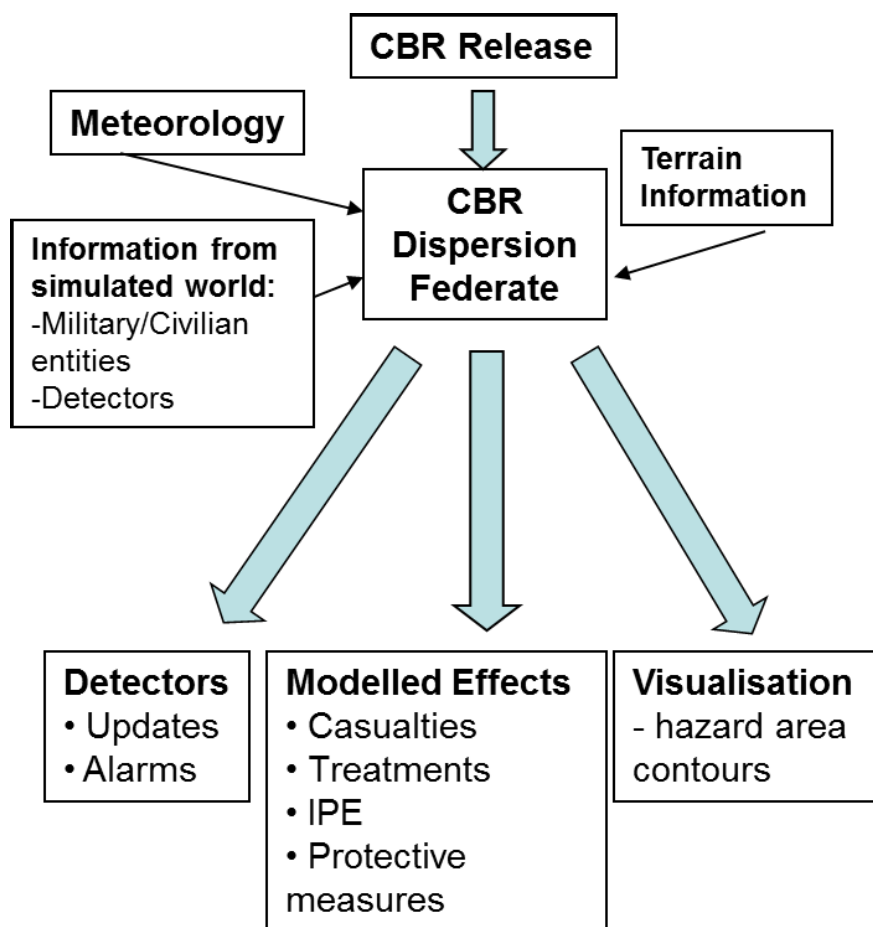 CBR Release
Meteorology
Terrain
Information
CBR
Dispersion
Federate
Information from
simulated world:
-Military/Civilian
entities
-Detectors
Detectors
• Updates
• Alarms
Modelled Effects
• Casualties
• Treatments
• IPE
• Protective
measures
Visualisation
- hazard area
contours